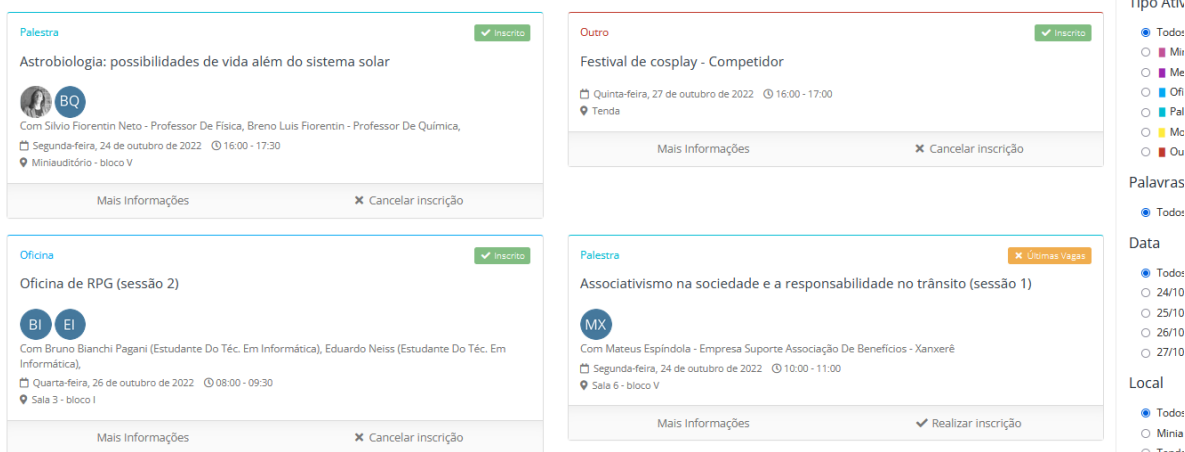 Palestra
Inscrito
Astrobiologia: possibilidades de vida além do sistema solar
BQ
Com Silvio Fiorentin Neto - Professor De Física, Breno Luis Fiorentin - Professor De Química,
Segunda-feira, 24 de outubro de 2022 16:00 - 17:30
Miniauditório - bloco V
Mais Informações
Cancelar inscrição
Outro
Inscrito
Festival de cosplay - Competidor
Quinta-feira, 27 de outubro de 2022 16:00 - 17:00
Tenda
Mais Informações
Cancelar inscrição
Oficina
Inscrito
Oficina de RPG (sessão 2)
BI EI
Com Bruno Bianchi Pagani (Estudante Do Téc. Em Informática), Eduardo Neiss (Estudante Do Téc. Em
Informática),
Quarta-feira, 26 de outubro de 2022 08:00 - 09:30
Sala 3 - bloco I
Mais Informações
Cancelar inscrição
Palestra
Últimas Vagas
Associativismo na sociedade e a responsabilidade no trânsito (sessão 1)
MX
Com Mateus Espíndola - Empresa Suporte Associação De Benefícios - Xanxerê
Segunda-feira, 24 de outubro de 2022 10:00 - 11:00
Sala 6 - bloco V
Mais Informações
Realizar inscrição
Tipo Ativ
Todos
Min
Me
Ofi
Pal
Mo
Ou
Palavras
Todos
Data
Todos
24/10
25/10
26/10
27/10
Local
Todos
Minia
Tenda